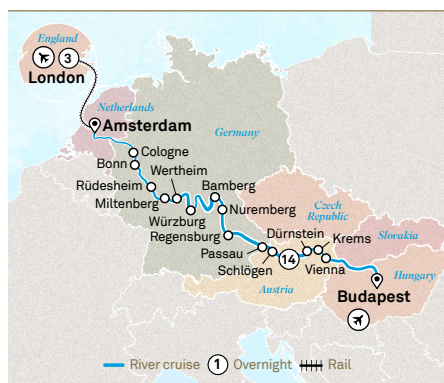 England
3
London
Netherlands
Amsterdam
Germany
Cologne
Bonn
Wertheim
Rüdesheim
Bamberg
Miltenberg
Nuremberg
Würzburg
Czech
Republic
Regensburg
Dürnstein
Krems
Slovakia
Passau
Schlögen
14
Vienna
Hungary
Austria
Budapest
River cruise
1
Overnight
Rail